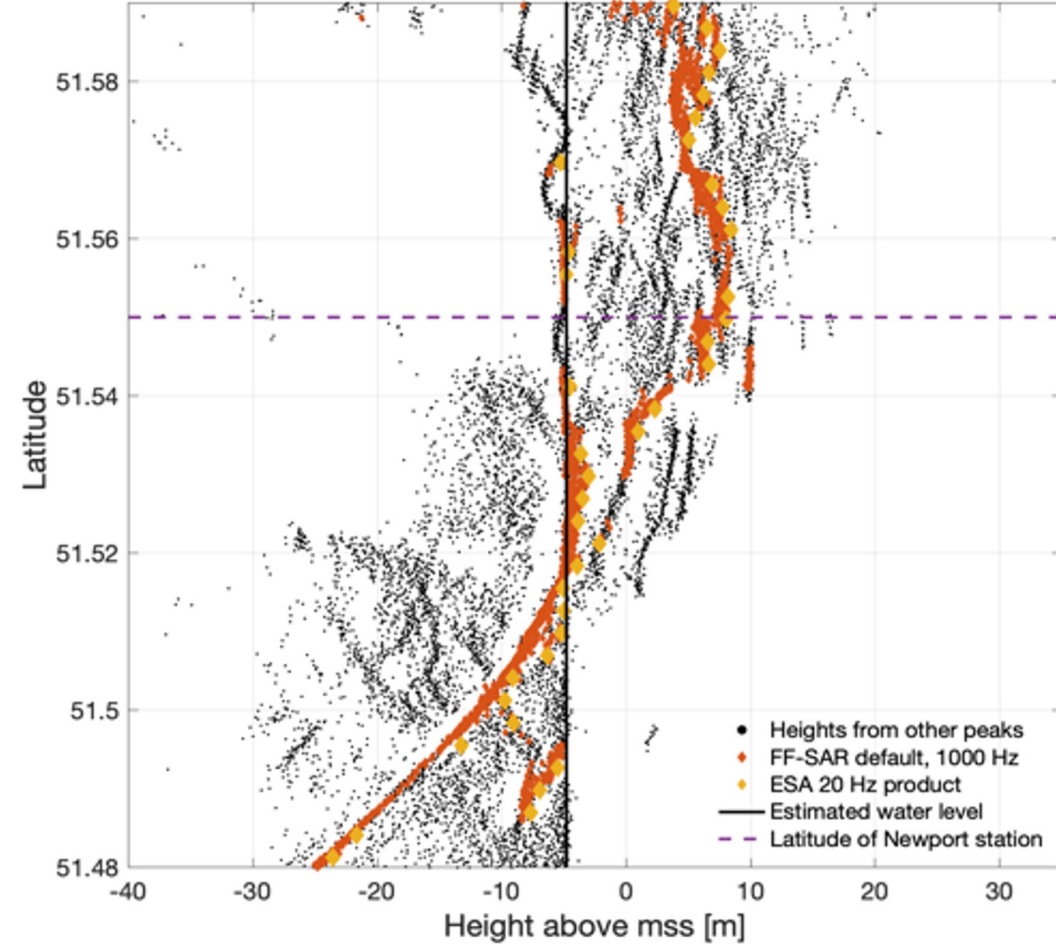 51.58
51.56
51.54
51.52
51.5
51.48
Latitude
-40 -30 -20 -10 0 10 20 30
Height above mss [m]
Heights from other peaks
FF-SAR default, 1000 Hz
ESA 20 Hz product
Estimated water level
Latitude of Newport station